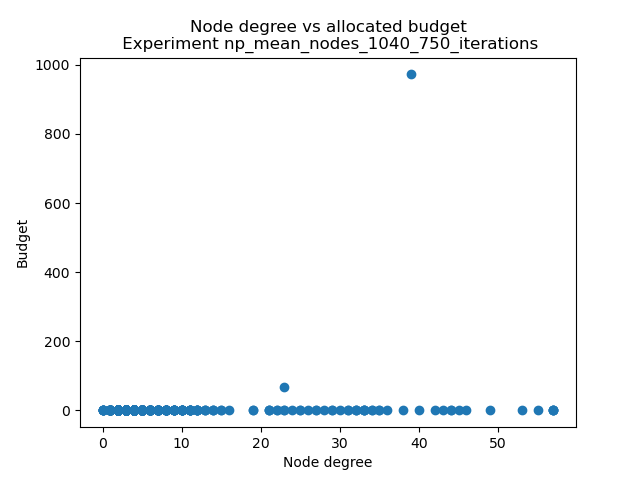 Node degree vs allocated budget
Experiment np_mean_nodes_1040_750_iterations
1000
800
600
400
200
0
Budget
0 10 20 30 40 50
Node degree